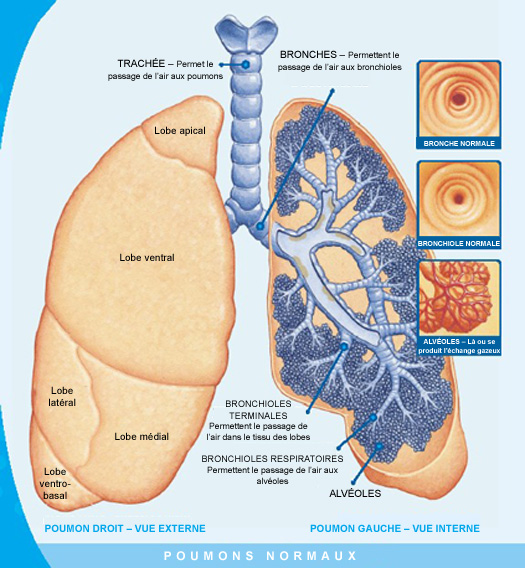 TRACHÉE – Permet le
passage de l'air aux poumons
BRONCHES – Permettent le
passage de l'air aux bronchioles
Lobe apical
Lobe ventral
Lobe
latéral
Lobe médial
Lobe
ventro-
basal
BRONCHE NORMALE
BRONCHIOLE NORMALE
ALVÉOLES – Là ou se
produit l'échange gazeux
BRONCHIOLES
TERMINALES
Permettent le passage de
l'air dans le tissu des lobes
BRONCHIOLES RESPIRATOIRES
Permettent le passage de l'air aux
alvéoles
ALVÉOLES
POUMON DROIT – VUE EXTERNE
POUMON GAUCHE – VUE INTERNE
POUMONS NORMAUX